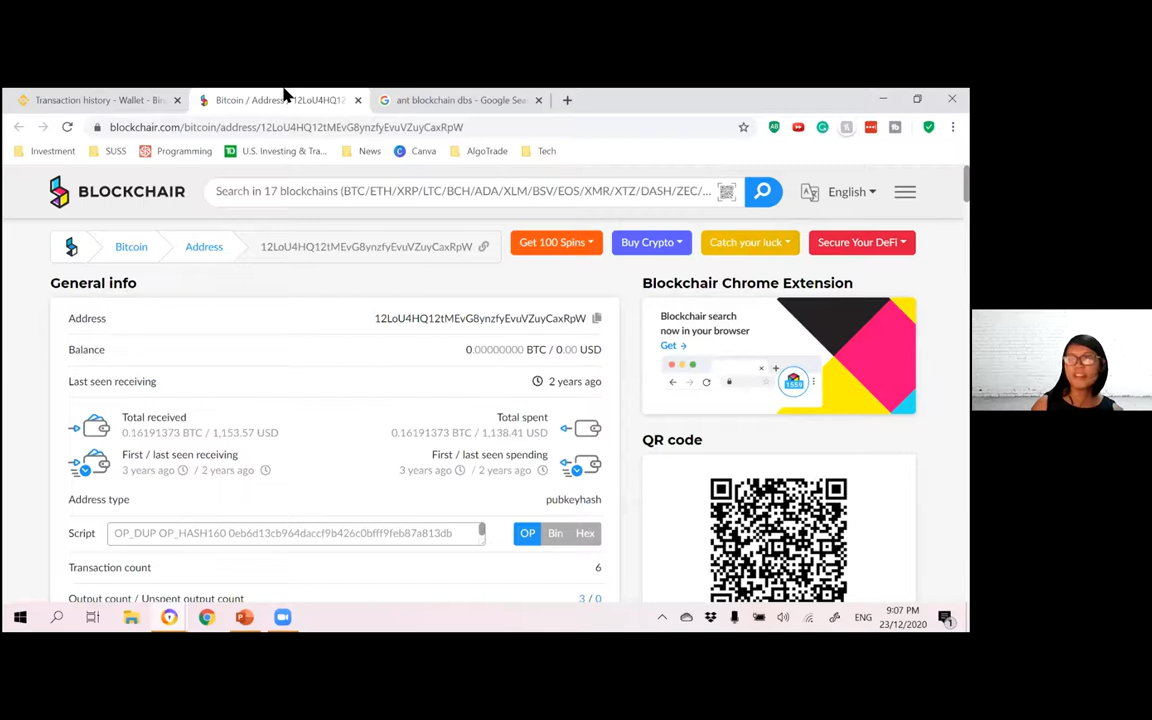 Transaction history - Wallet - Bin
Bitcoin / Address / 12LoU4HQ12
ant blockchain dbs - Google Sea
blockchair.com/bitcoin/address/12LoU4HQ12tMEvG8ynzfyEvuVZuyCaxRpW
Investment SUSS Programming U.S. Investing & Tra... News Canva AlgoTrade Tech
BLOCKCHAIR
Search in 17 blockchains (BTC/ETH/XRP/LTC/BCH/ADA/XLM/BSV/EOS/XMR/XTZ/DASH/ZEC/...
English
Bitcoin Address 12LoU4HQ12tMEvG8ynzfyEvuVZuyCaxRpW
Get 100 Spins Buy Crypto Catch your luck Secure Your DeFi
General info
Address 12LoU4HQ12tMEvG8ynzfyEvuVZuyCaxRpW
Balance 0.00000000 BTC / 0.00 USD
Last seen receiving 2 years ago
Total received
0.16191373 BTC / 1,153.57 USD
Total spent
0.16191373 BTC / 1,138.41 USD
First / last seen receiving
3 years ago / 2 years ago
First / last seen spending
3 years ago / 2 years ago
Address type pubkeyhash
Script OP_DUP OP_HASH160 0eb6d13cb964daccf9b426c0bfff9feb87a813db OP Bin Hex
Transaction count 6
Output count / Unspent output count 3 / 0
Blockchair Chrome Extension
Blockchair search
now in your browser
Get →
1559
QR code
ENG
9:07 PM
23/12/2020